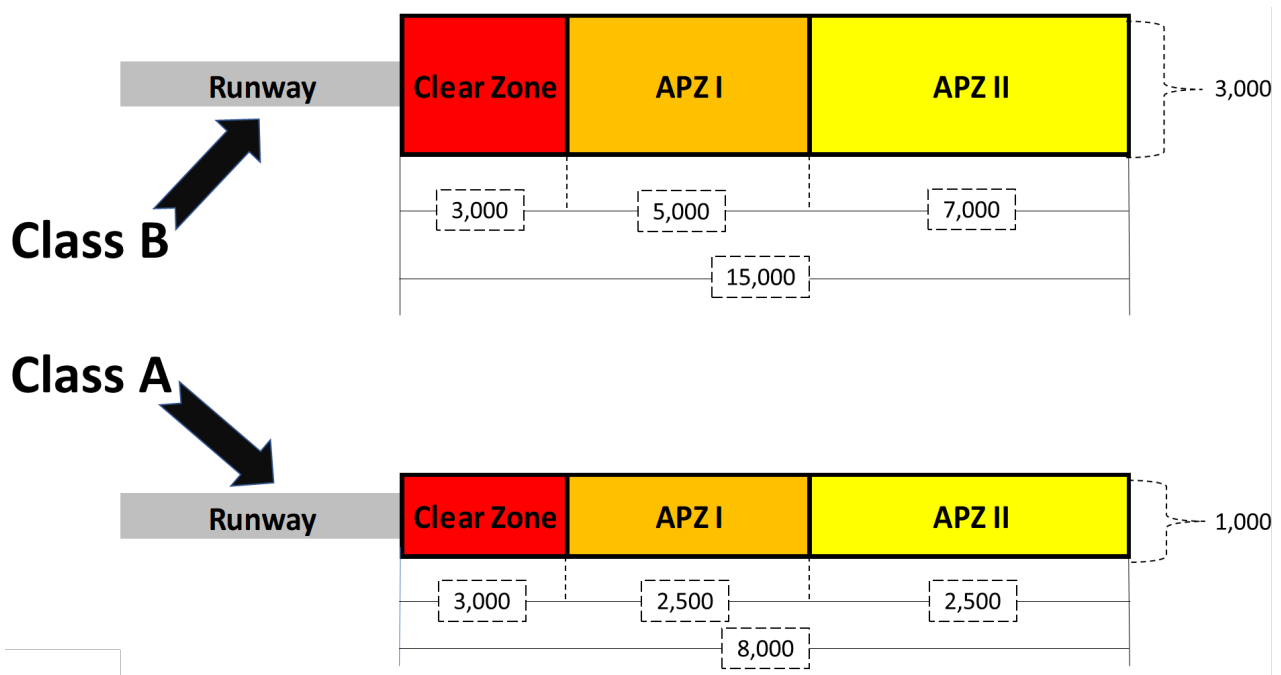 Runway
Clear Zone
APZ I
APZ II
3,000
3,000
5,000
7,000
Class B
15,000
Class A
Runway
Clear Zone
APZ I
APZ II
1,000
3,000
2,500
2,500
8,000